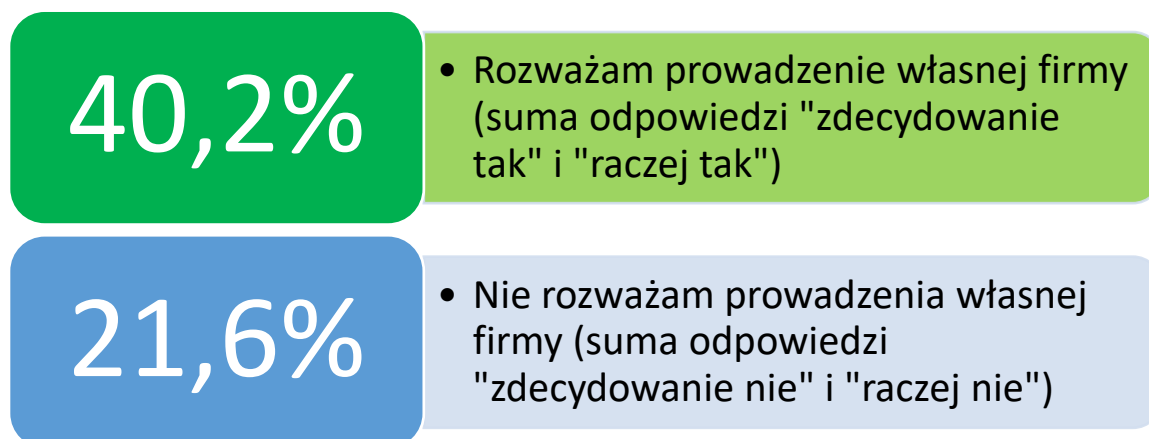 40,2%
• Rozważam prowadzenie własnej firmy
(suma odpowiedzi "zdecydowanie
tak" i "raczej tak")
21,6%
• Nie rozważam prowadzenia własnej
firmy (suma odpowiedzi
"zdecydowanie nie" i "raczej nie")